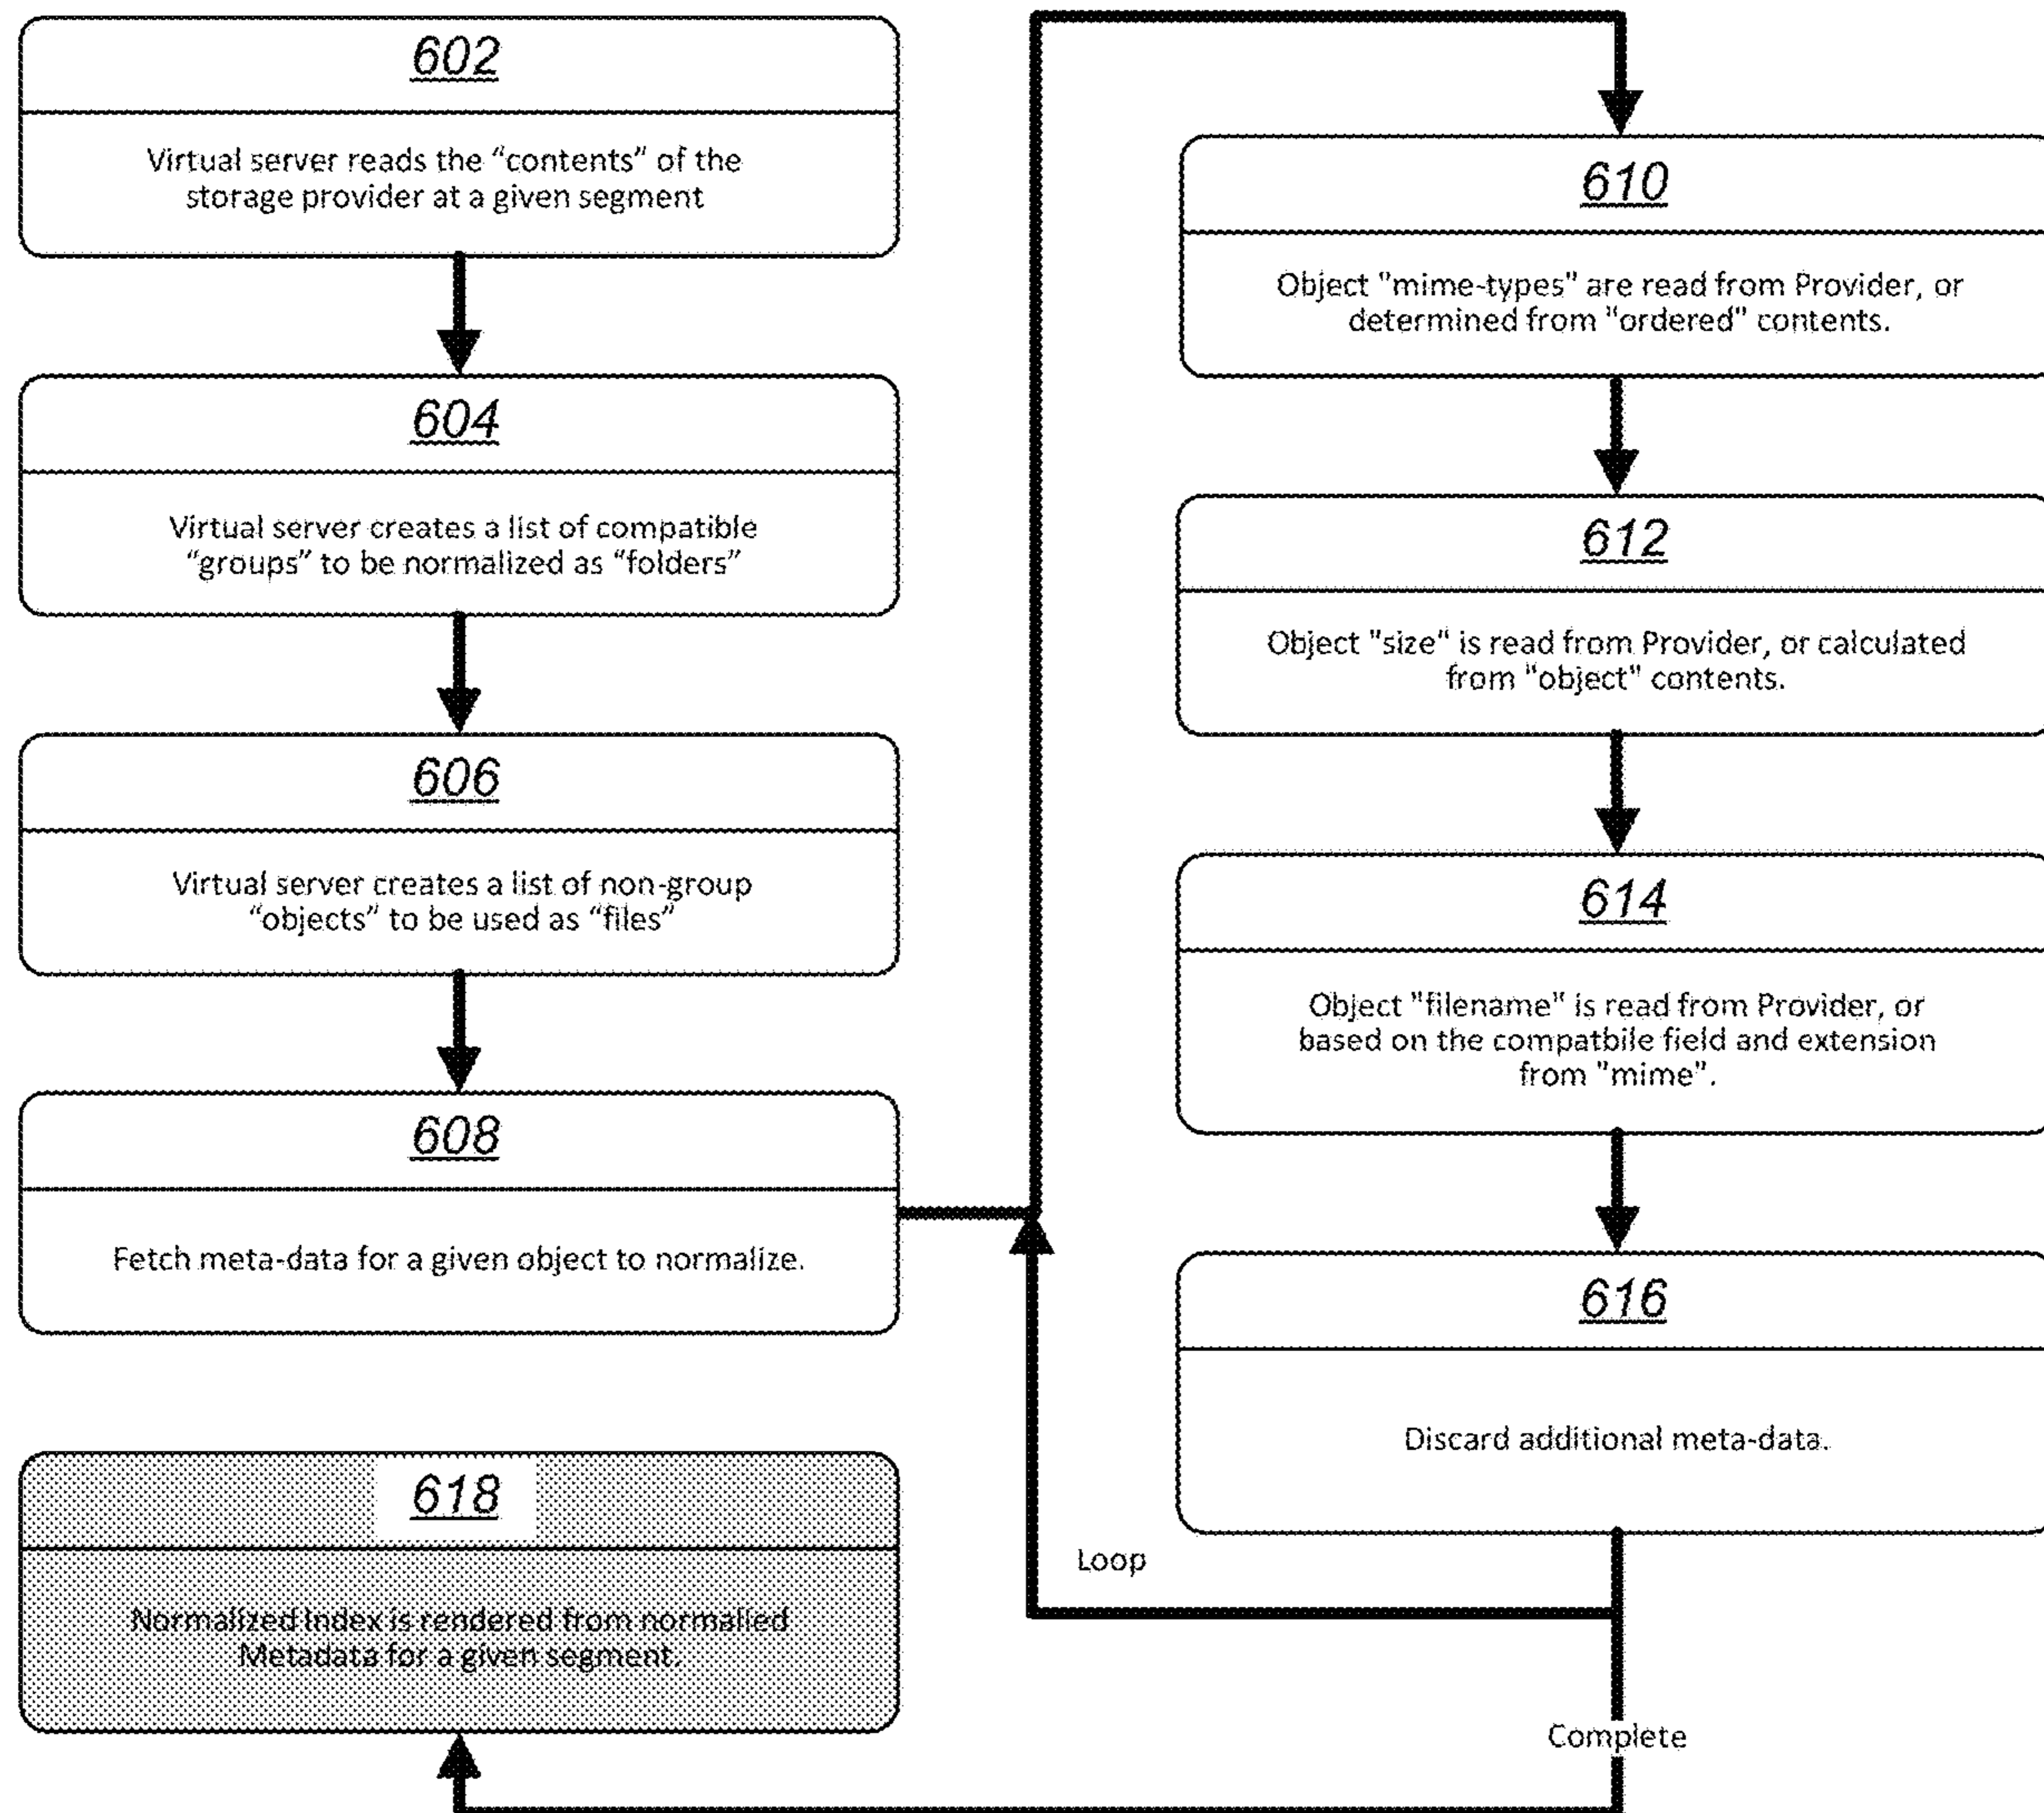 602
Virtual server reads the “contents” of the
storage provider at a given segment
604
Virtual server creates a list of compatible
“groups” to be normalized as “folders”
606
Virtual server creates a list of non-group
“objects” to be used as “files”
608
Fetch meta-data for a given object to normalize.
610
Object "mime-types" are read from Provider, or
determined from "ordered" contents.
612
Object "size" is read from Provider, or calculated
from "object" contents.
614
Object "filename" is read from Provider, or
based on the compatbile field and extension
from "mime".
616
Discard additional meta-data.
Loop
Complete
618
Normalized Index is rendered from normalied
Metadata for a given segment.